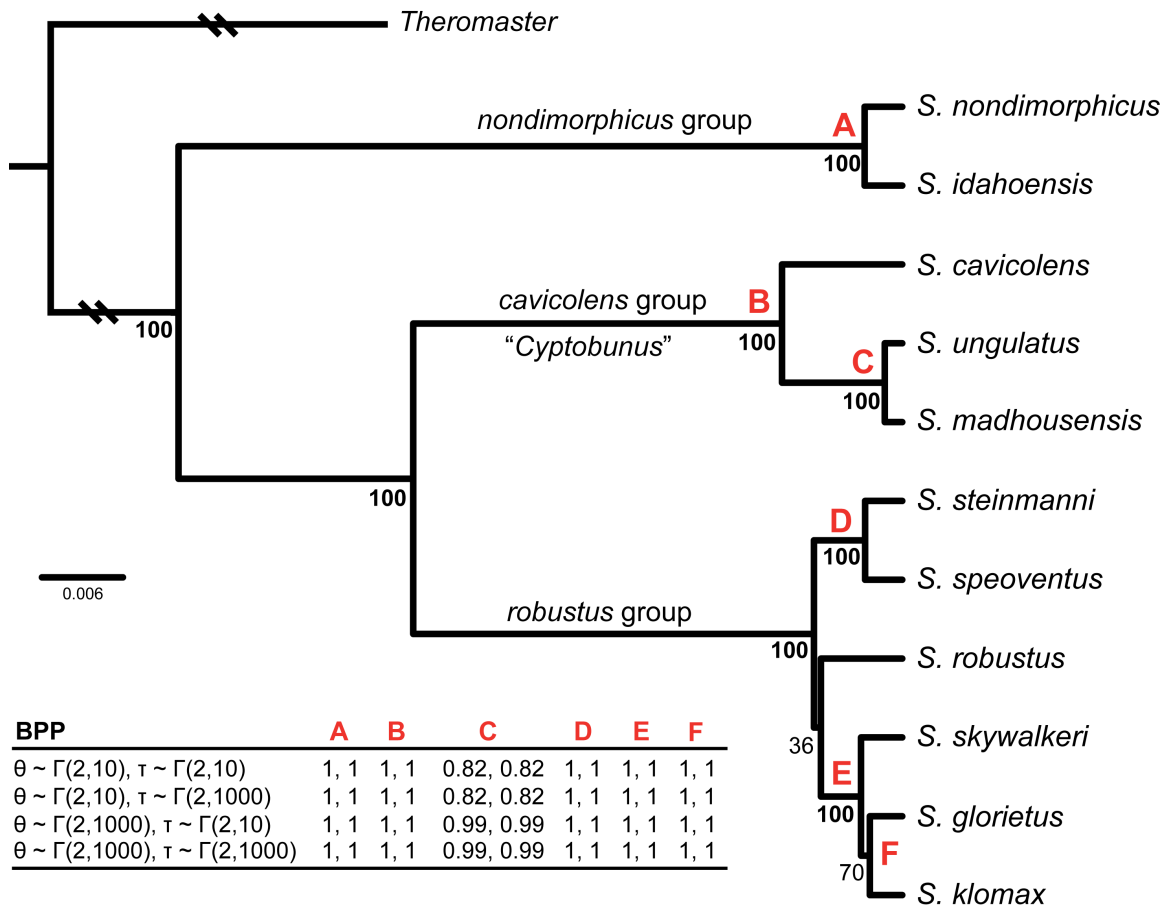 Theromaster
S. nondimorphicus
nondimorphicus group
A
100
S. idahoensis
S. cavicolens
cavicolens group
B
100
100
“Cyptobunus”
S. ungulatus
C
100
S. madhousensis
100
S. steinmanni
D
100
S. speoventus
0.006
robustus group
100
S. robustus
36
S. skywalkeri
E
100
S. glorietus
F
70
S. klomax
BPP A B C D E F
θ ~ Γ(2,10), τ ~ Γ(2,10) 1, 1 1, 1 0.82, 0.82 1, 1 1, 1 1, 1
θ ~ Γ(2,10), τ ~ Γ(2,1000) 1, 1 1, 1 0.82, 0.82 1, 1 1, 1 1, 1
θ ~ Γ(2,1000), τ ~ Γ(2,10) 1, 1 1, 1 0.99, 0.99 1, 1 1, 1 1, 1
θ ~ Γ(2,1000), τ ~ Γ(2,1000) 1, 1 1, 1 0.99, 0.99 1, 1 1, 1 1, 1